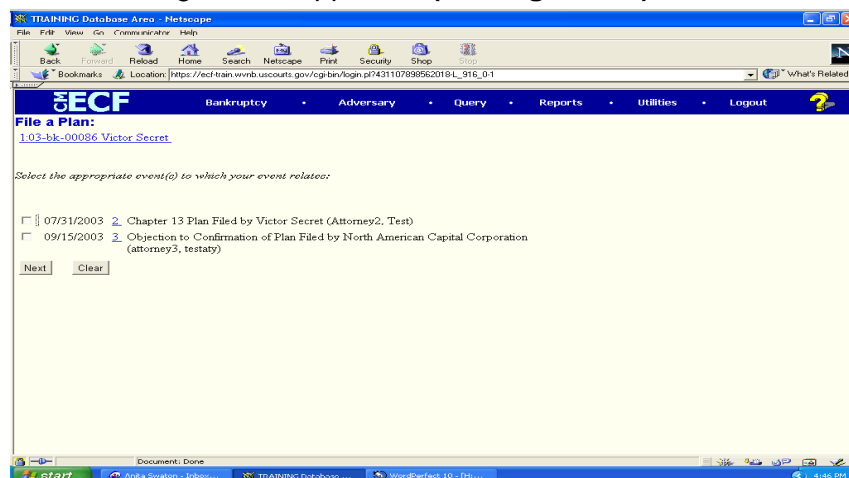 TRAINING Database Area - Netscape
File Edit View Go Communicator Help
Back Forward Reload Home Search Netscape Print Security Shop Stop
Bookmarks Location: https://ecf-train.wvnb.uscourts.gov/cgi-bin/login.pl?431107898562018-L_916_0-1 What's Related
CM ECF Bankruptcy • Adversary • Query • Reports • Utilities • Logout ?
File a Plan:
1:03-bk-00086 Victor Secret
Select the appropriate event(s) to which your event relates:
07/31/2003 2 Chapter 13 Plan Filed by Victor Secret (Attorney2, Test)
09/15/2003 3 Objection to Confirmation of Plan Filed by North American Capital Corporation
(attorney3, testaty)
Next Clear
Document: Done
start Anita Swaton - Inbox... TRAINING Database ... WordPerfect 10 - 4:46 PM